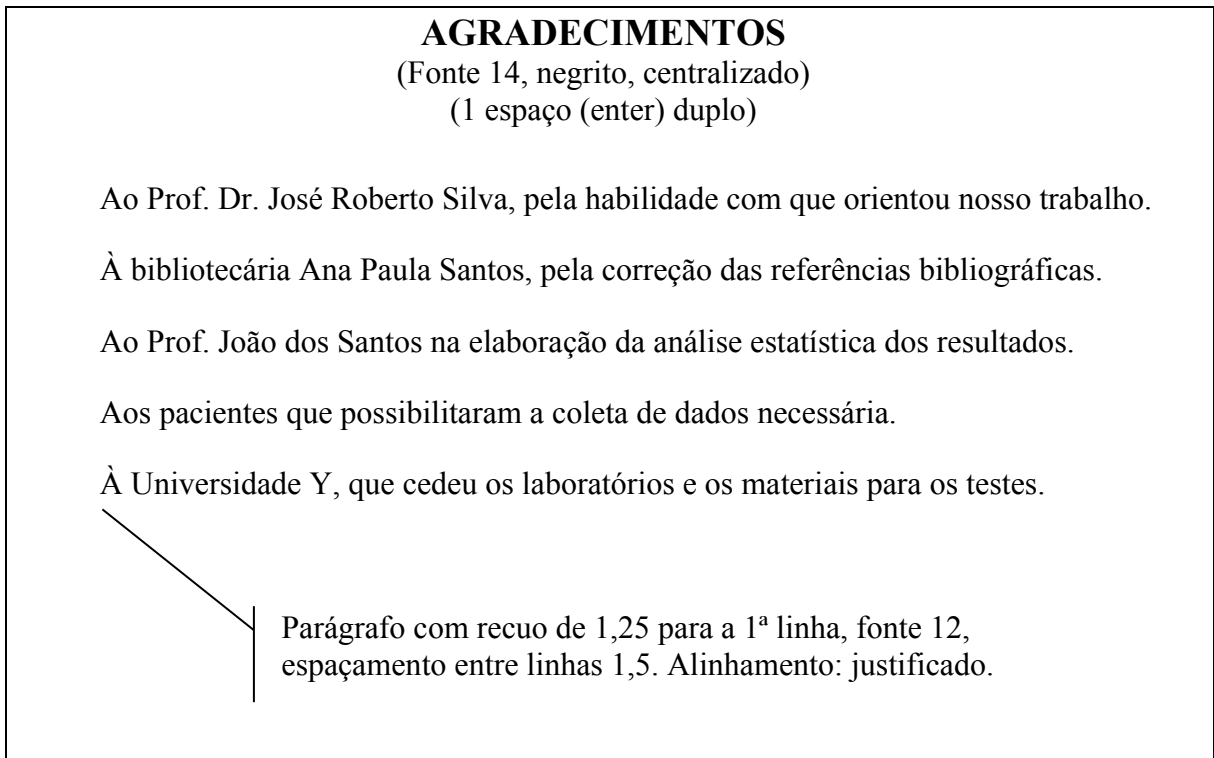 AGRADECIMENTOS
(Fonte 14, negrito, centralizado)
(1 espaço (enter) duplo)
Ao Prof. Dr. José Roberto Silva, pela habilidade com que orientou nosso trabalho.
À bibliotecária Ana Paula Santos, pela correção das referências bibliográficas.
Ao Prof. João dos Santos na elaboração da análise estatística dos resultados.
Aos pacientes que possibilitaram a coleta de dados necessária.
À Universidade Y, que cedeu os laboratórios e os materiais para os testes.
Parágrafo com recuo de 1,25 para a 1ª linha, fonte 12,
espaçamento entre linhas 1,5. Alinhamento: justificado.